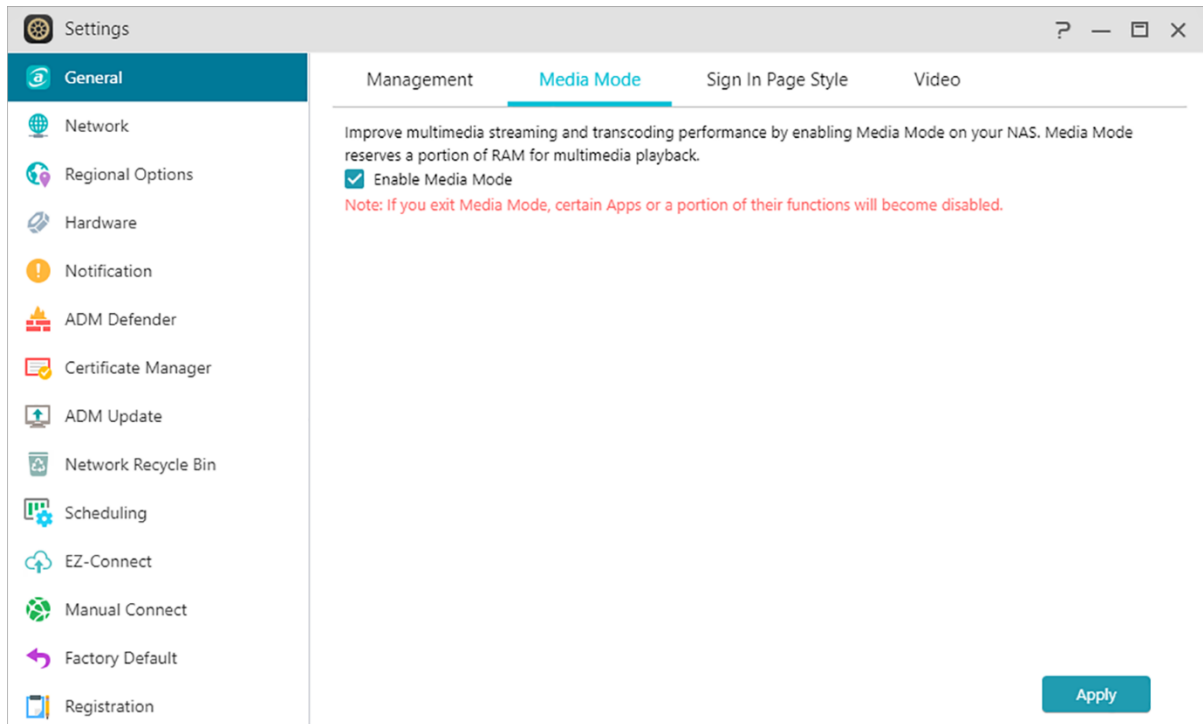 Settings
General
Network
Regional Options
Hardware
Notification
ADM Defender
Certificate Manager
ADM Update
Network Recycle Bin
Scheduling
EZ-Connect
Manual Connect
Factory Default
Registration
Management
Media Mode
Sign In Page Style
Video
Improve multimedia streaming and transcoding performance by enabling Media Mode on your NAS. Media Mode
reserves a portion of RAM for multimedia playback.
Enable Media Mode
Note: If you exit Media Mode, certain Apps or a portion of their functions will become disabled.
Apply